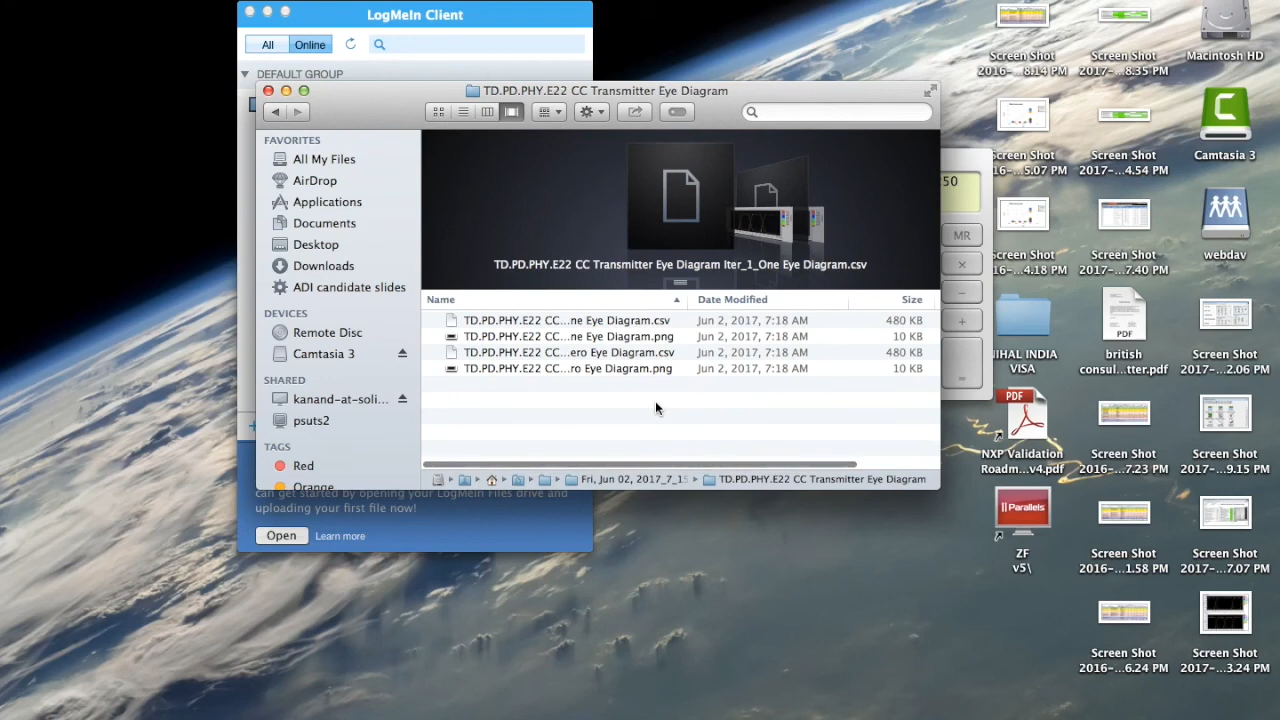 LogMeIn Client
All Online
DEFAULT GROUP
TD.PD.PHY.E22 CC Transmitter Eye Diagram
FAVORITES
All My Files
AirDrop
Applications
Documents
Desktop
Downloads
ADI candidate slides
DEVICES
Remote Disc
Camtasia 3
SHARED
kanand-at-soli...
psuts2
TAGS
Red
Orange
TD.PD.PHY.E22 CC Transmitter Eye Diagram Iter_1_One Eye Diagram.csv
Name Date Modified Size
TD.PD.PHY.E22 CC...ne Eye Diagram.csv Jun 2, 2017, 7:18 AM 480 KB
TD.PD.PHY.E22 CC...ne Eye Diagram.png Jun 2, 2017, 7:18 AM 10 KB
TD.PD.PHY.E22 CC...ero Eye Diagram.csv Jun 2, 2017, 7:18 AM 480 KB
TD.PD.PHY.E22 CC...ro Eye Diagram.png Jun 2, 2017, 7:18 AM 10 KB
Fri, Jun 02, 2017_7_1 TD.PD.PHY.E22 CC Transmitter Eye Diagram
can get started by opening your LogMeIn Files drive and
uploading your first file now!
Open Learn more
50
MR
×
−
+
=
Screen Shot
2016-...8.14 PM
Screen Shot
2017-...8.35 PM
Macintosh HD
Screen Shot
2016-...5.07 PM
Screen Shot
2017-...4.54 PM
Camtasia 3
Screen Shot
2016-...4.18 PM
Screen Shot
2017-...7.40 PM
webdav
NIHAL INDIA
VISA
PDF
british
consul...tter.pdf
Screen Shot
2017-...2.06 PM
PDF
NXP Validation
Roadm...v4.pdf
Screen Shot
2016-...7.23 PM
Screen Shot
2017-...9.15 PM
Parallels
ZF
v5\
Screen Shot
2016-...1.58 PM
Screen Shot
2017-...7.07 PM
Screen Shot
2016-...6.24 PM
Screen Shot
2017-...3.24 PM